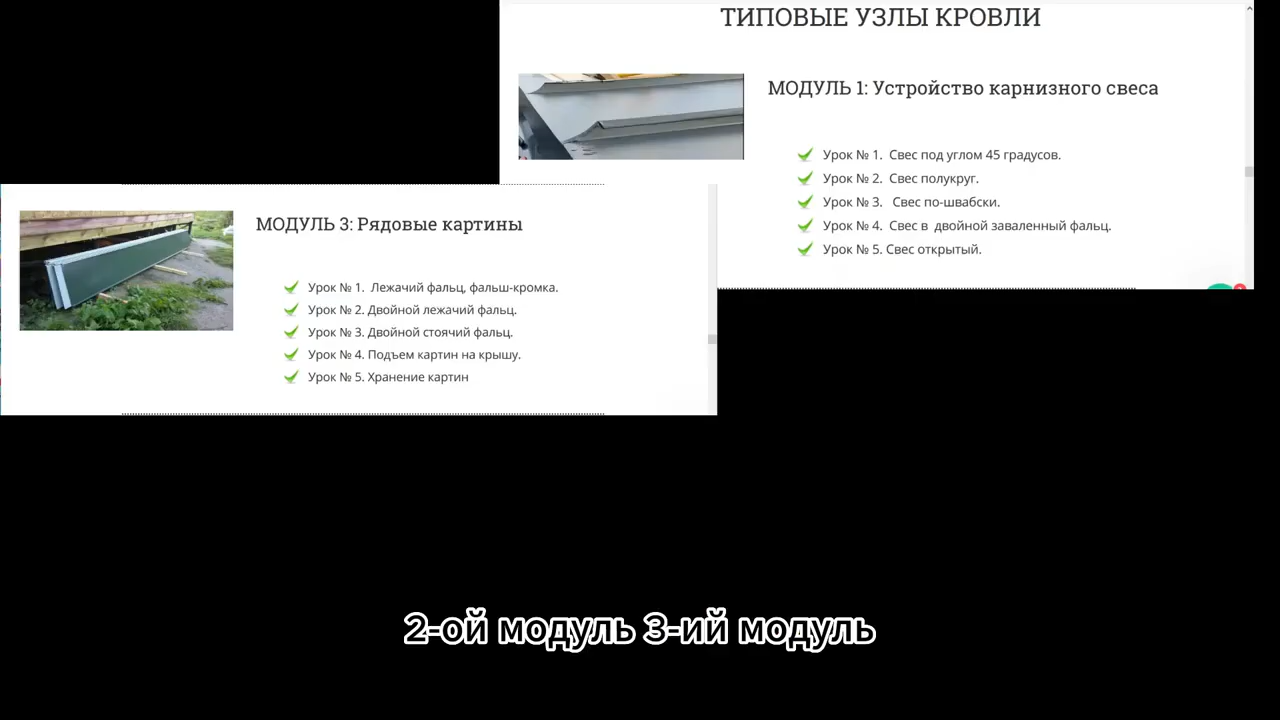 ТИПОВЫЕ УЗЛЫ КРОВЛИ
МОДУЛЬ 1: Устройство карнизного свеса
Урок № 1. Свес под углом 45 градусов.
Урок № 2. Свес полукруг.
Урок № 3. Свес по-швабски.
Урок № 4. Свес в двойной заваленный фальц.
Урок № 5. Свес открытый.
МОДУЛЬ 3: Рядовые картины
Урок № 1. Лежачий фальц, фальш-кромка.
Урок № 2. Двойной лежачий фальц.
Урок № 3. Двойной стоячий фальц.
Урок № 4. Подъем картин на крышу.
Урок № 5. Хранение картин
2-ой модуль 3-ий модуль